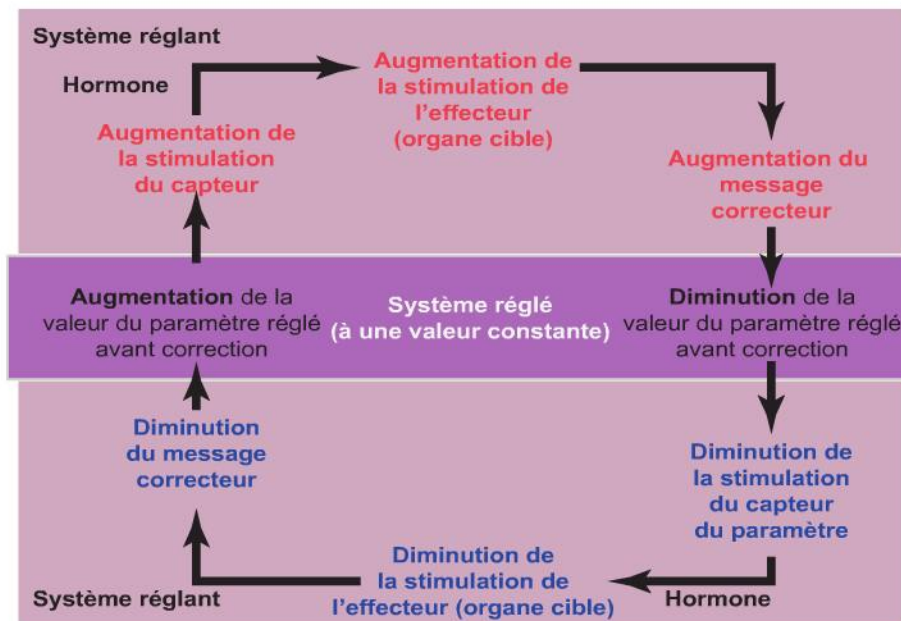 Système réglant
Hormone
Augmentation de
la stimulation de
l'effecteur
(organe cible)
Augmentation de
la stimulation
du capteur
Augmentation du
message
correcteur
Augmentation de la
valeur du paramètre réglé
avant correction
Système réglé
(à une valeur constante)
Diminution de la
valeur du paramètre réglé
avant correction
Diminution
du message
correcteur
Diminution de
la stimulation
du capteur
du paramètre
Diminution de
la stimulation de
l'effecteur (organe cible)
Système réglant
Hormone